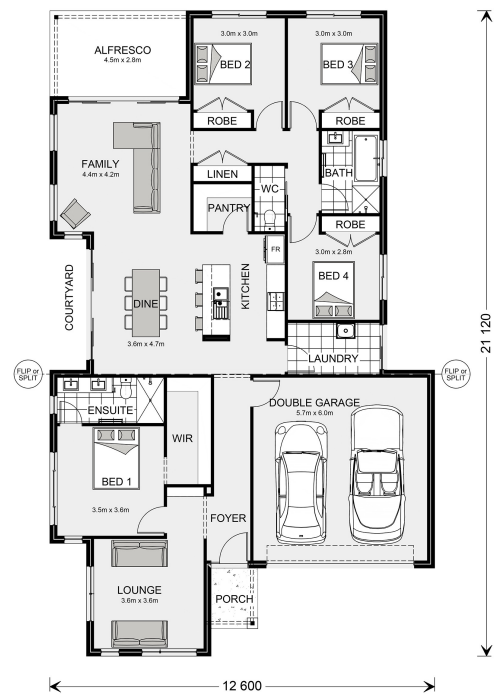 ALFRESCO
4.5m x 2.8m
3.0m x 3.0m
BED 2
3.0m x 3.0m
BED 3
ROBE
ROBE
FAMILY
4.4m x 4.2m
LINEN
WC
BATH
PANTRY
ROBE
3.0m x 2.8m
BED 4
FR
KITCHEN
COURTYARD
DINE
3.6m x 4.7m
LAUNDRY
21 120
FLIP or
SPLIT
FLIP or
SPLIT
ENSUITE
WIR
DOUBLE GARAGE
5.7m x 6.0m
BED 1
3.5m x 3.6m
FOYER
LOUNGE
3.6m x 3.6m
PORCH
12 600